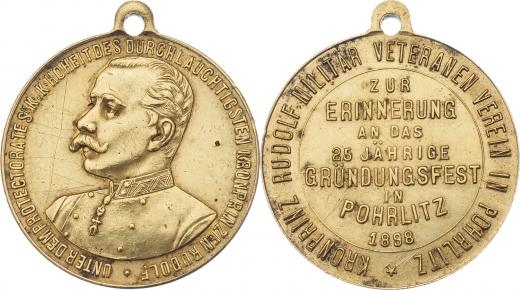 UNTER DEM PROTECTORATE S. K. K. HOHEIT DES DURCHLAUCHTIGSTEN KRONPRINZEN RUDOLF
KRONPRINZ RUDOLF MILITÄR VETERANEN VEREIN IN POHRLITZ
ZUR
ERINNERUNG
AN DAS
25 JÄHRIGE
GRÜNDUNGSFEST
IN
POHRLITZ
1898